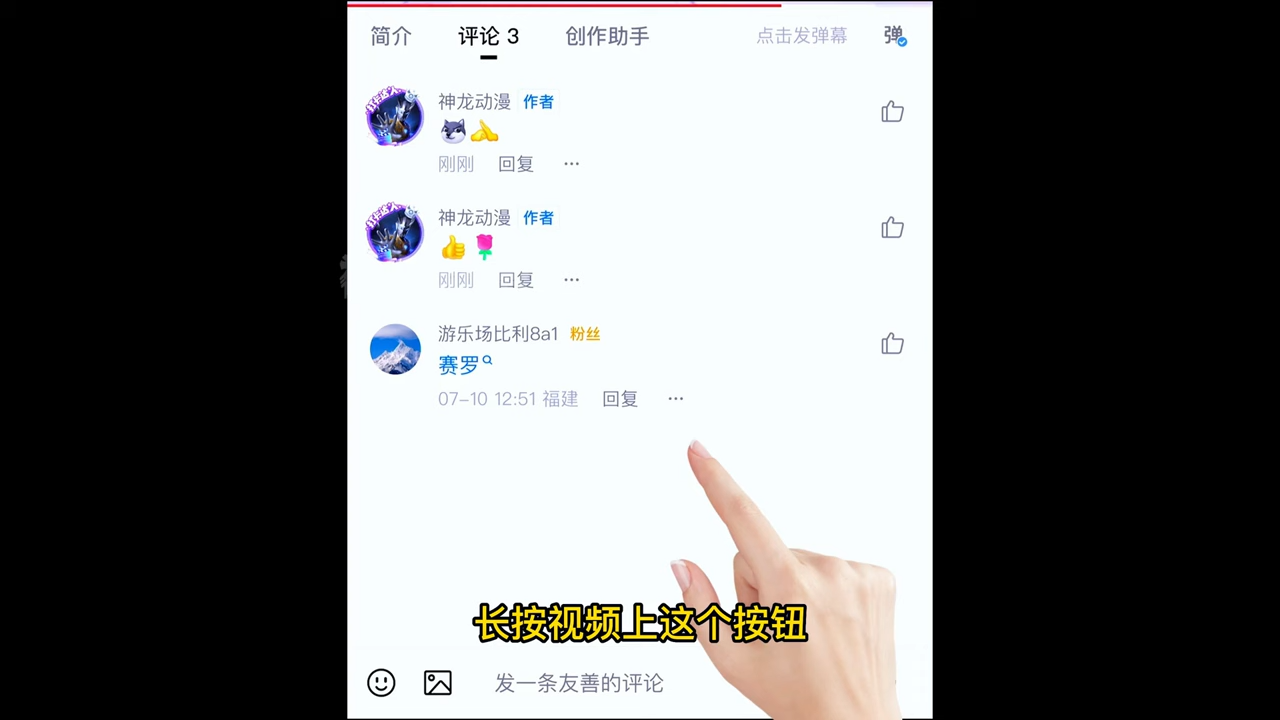 简介 评论 3 创作助手 点击发弹幕 弹
神龙动漫 作者
刚刚 回复 ...
神龙动漫 作者
刚刚 回复 ...
游乐场比利8a1 粉丝
赛罗
07-10 12:51 福建 回复 ...
长按视频上这个按钮
发一条友善的评论